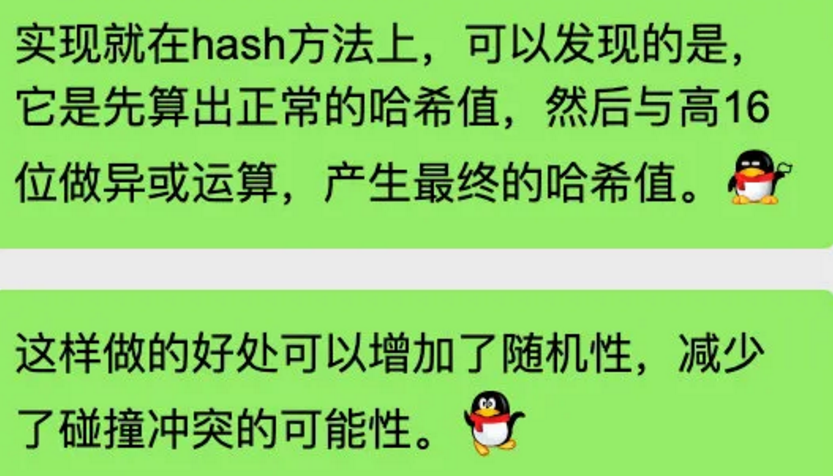 实现就在hash方法上，可以发现的是，
它是先算出正常的哈希值，然后与高16
位做异或运算，产生最终的哈希值。
这样做的好处可以增加了随机性，减少
了碰撞冲突的可能性。